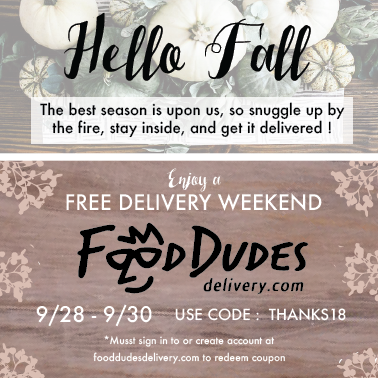 Hello Fall
The best season is upon us, so snuggle up by
the fire, stay inside, and get it delivered !
Enjoy a
FREE DELIVERY WEEKEND
FOOD DUDES
delivery.com
9/28 - 9/30 USE CODE : THANKS18
*Musst sign in to or create account at
fooddudesdelivery.com to redeem coupon